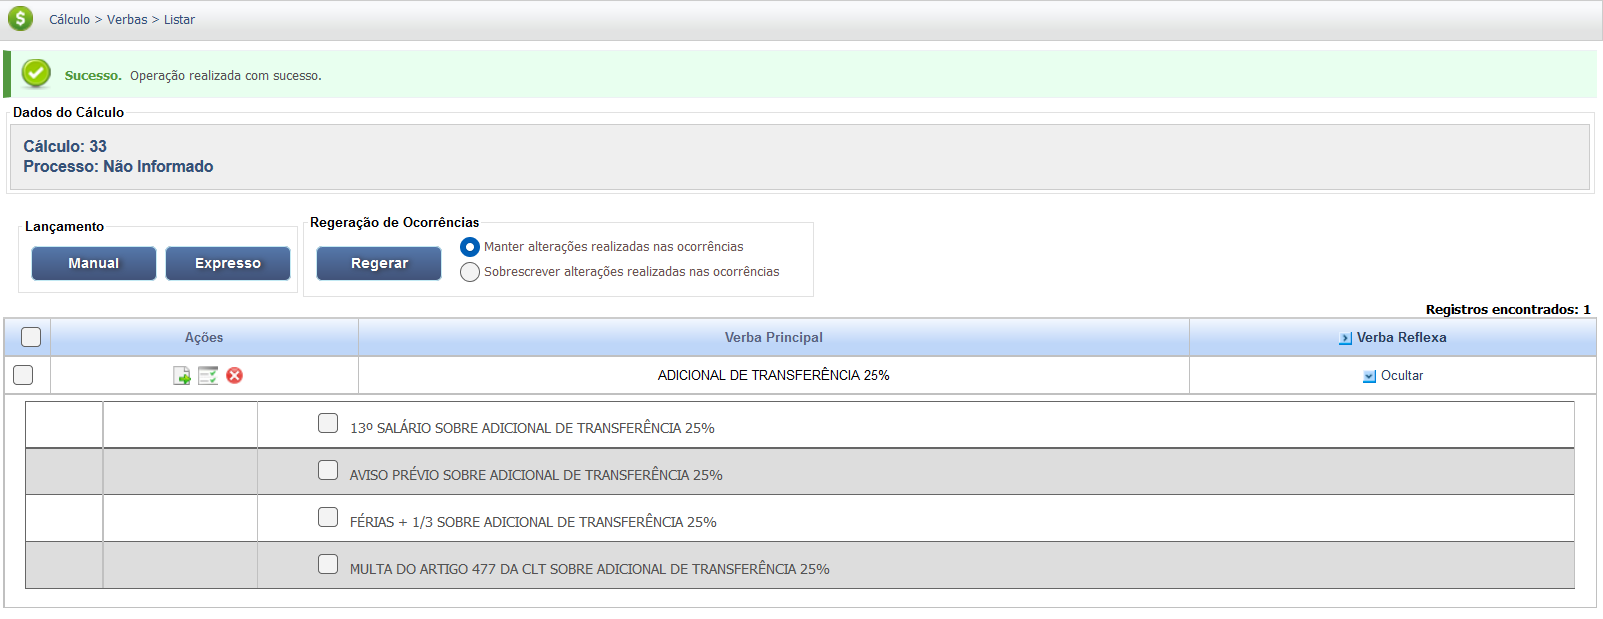 Cálculo > Verbas > Listar
Sucesso. Operação realizada com sucesso.
Dados do Cálculo
Cálculo: 33
Processo: Não Informado
Lançamento
Manual
Expresso
Regeração de Ocorrências
Regerar
Manter alterações realizadas nas ocorrências
Sobrescrever alterações realizadas nas ocorrências
Registros encontrados: 1
Ações
Verba Principal
Verba Reflexa
ADICIONAL DE TRANSFERÊNCIA 25%
Ocultar
13º SALÁRIO SOBRE ADICIONAL DE TRANSFERÊNCIA 25%
AVISO PRÉVIO SOBRE ADICIONAL DE TRANSFERÊNCIA 25%
FÉRIAS + 1/3 SOBRE ADICIONAL DE TRANSFERÊNCIA 25%
MULTA DO ARTIGO 477 DA CLT SOBRE ADICIONAL DE TRANSFERÊNCIA 25%